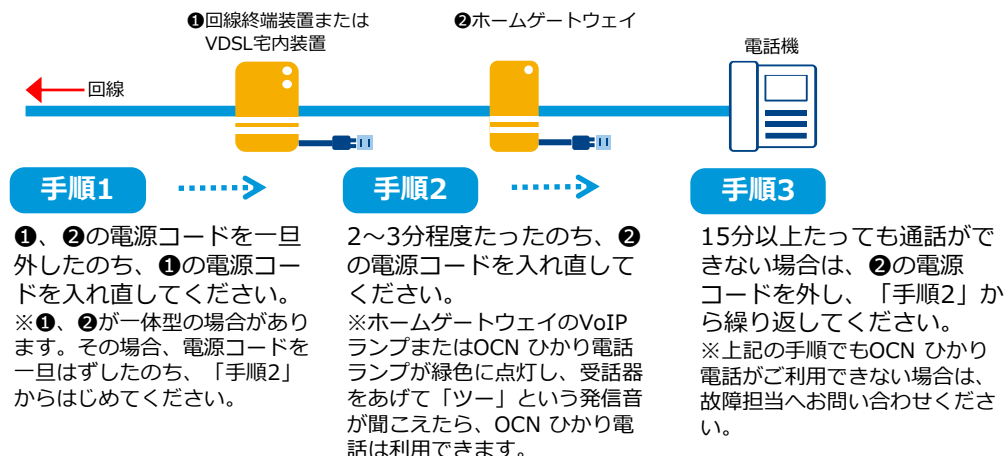 ❶回線終端装置または
VDSL宅内装置
❷ホームゲートウェイ
電話機
回線
手順1
❶、❷の電源コードを一旦
外したのち、❶の電源コー
ドを入れ直してください。
※❶、❷が一体型の場合があり
ます。その場合、電源コードを
一旦はずしたのち、「手順2」
からはじめてください。
手順2
2～3分程度たったのち、❷
の電源コードを入れ直して
ください。
※ホームゲートウェイのVoIP
ランプまたはOCN ひかり電話
ランプが緑色に点灯し、受話器
をあげて「ツー」という発信音
が聞こえたら、OCN ひかり電
話は利用できます。
手順3
15分以上たっても通話がで
きない場合は、❷の電源
コードを外し、「手順2」か
ら繰り返してください。
※上記の手順でもOCN ひかり
電話がご利用できない場合は、
故障担当へお問い合わせくださ
い。